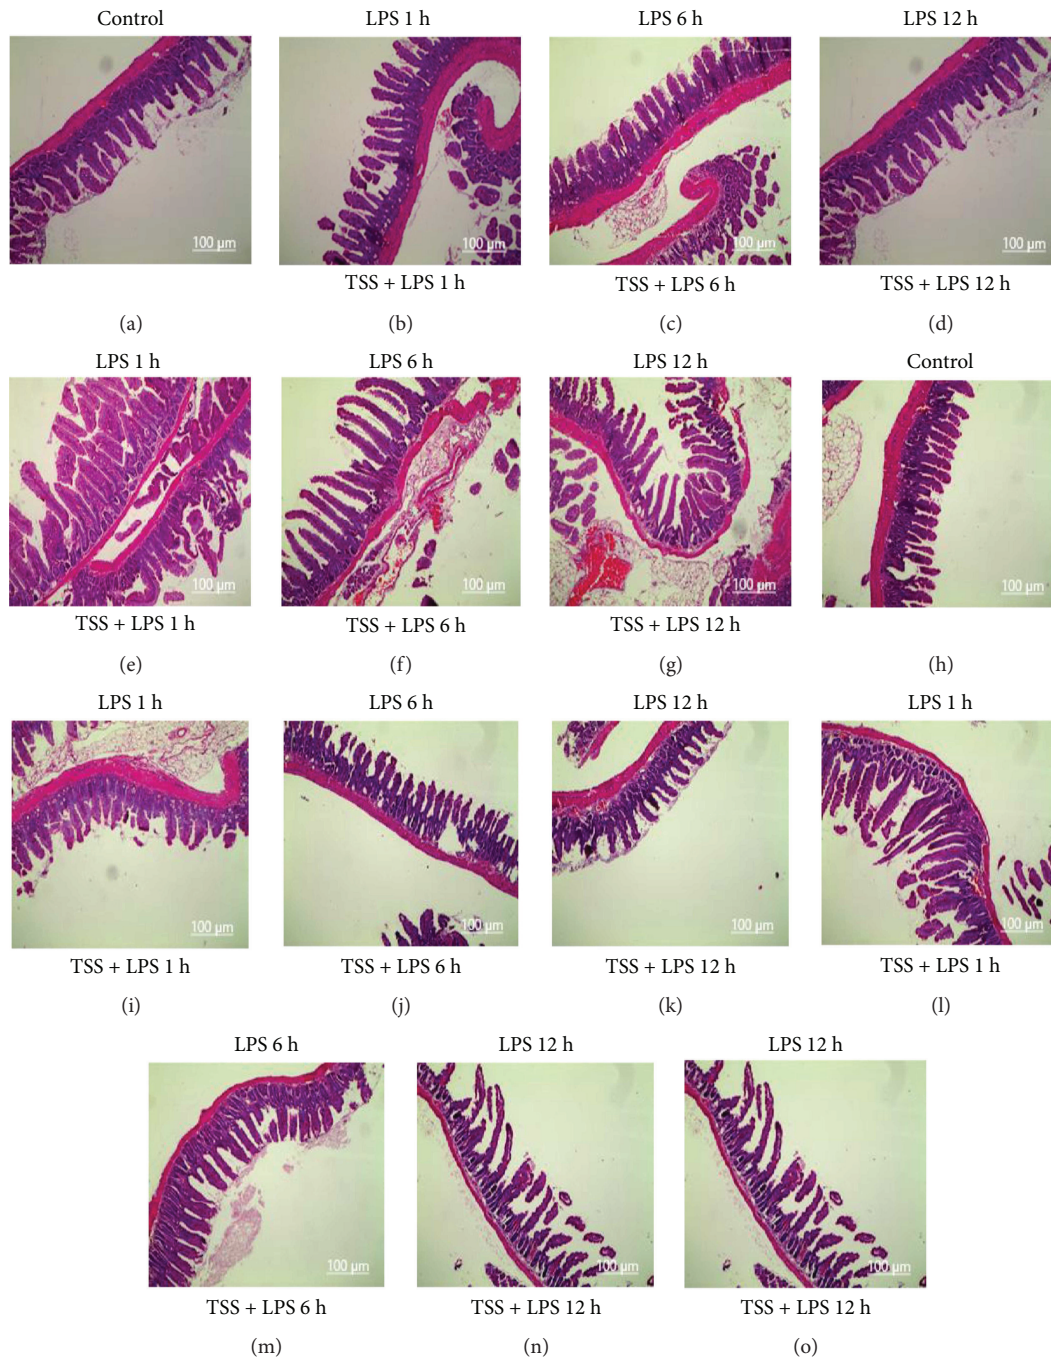 Control LPS 1 h LPS 6 h LPS 12 h
100 µm 100 µm 100 µm 100 µm
TSS + LPS 1 h TSS + LPS 6 h TSS + LPS 12 h
(a) (b) (c) (d)
LPS 1 h LPS 6 h LPS 12 h Control
100 µm 100 µm 100 µm 100 µm
TSS + LPS 1 h TSS + LPS 6 h TSS + LPS 12 h
(e) (f) (g) (h)
LPS 1 h LPS 6 h LPS 12 h LPS 1 h
100 µm 100 µm 100 µm 100 µm
TSS + LPS 1 h TSS + LPS 6 h TSS + LPS 12 h TSS + LPS 1 h
(i) (j) (k) (l)
LPS 6 h LPS 12 h LPS 12 h
100 µm 100 µm 100 µm
TSS + LPS 6 h TSS + LPS 12 h TSS + LPS 12 h
(m) (n) (o)